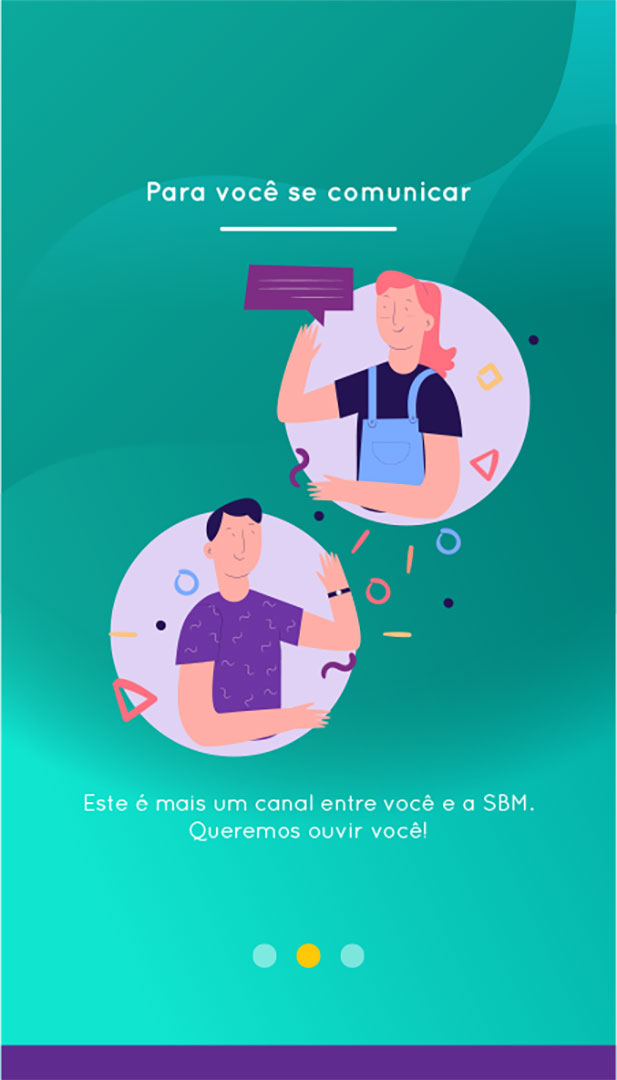 Para você se comunicar
Este é mais um canal entre você e a SBM.
Queremos ouvir você!